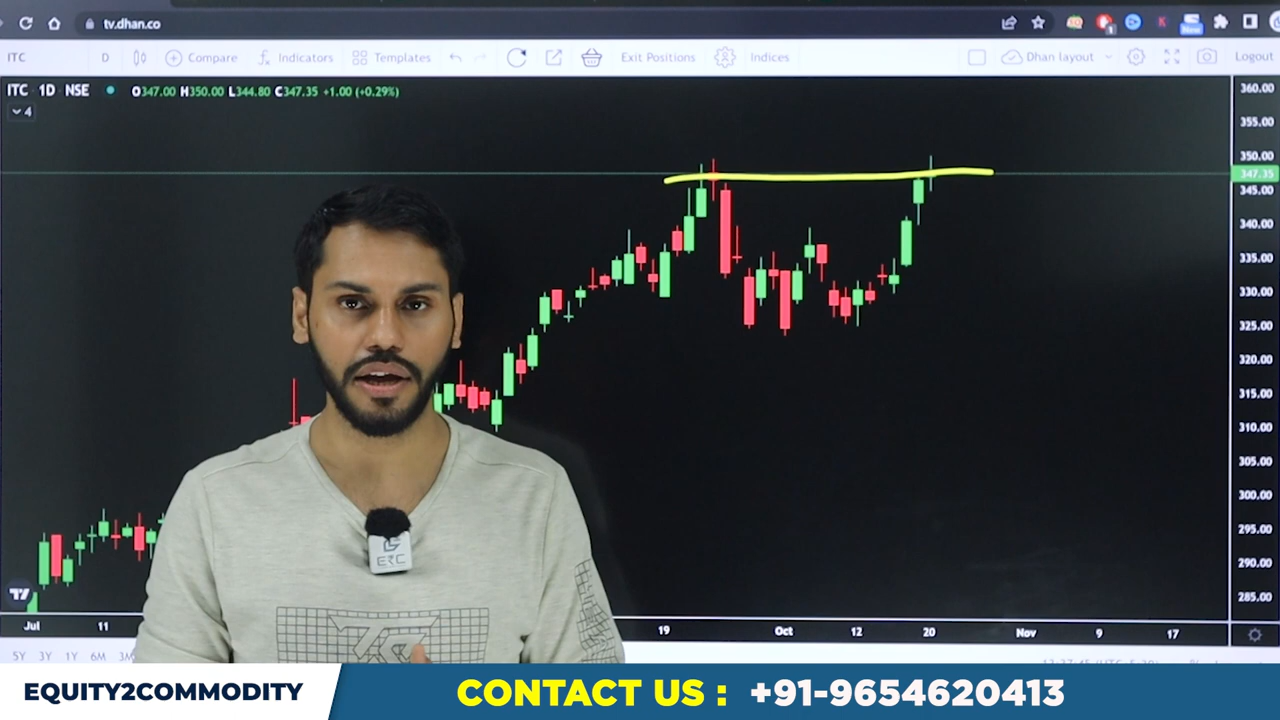 tv.dhan.co
New
1
ITC D Compare Indicators Templates Exit Positions Indices Dhan layout Logout
ITC 1D NSE O347.00 H350.00 L344.80 C347.35 +1.00 (+0.29%)
4
360.00
355.00
350.00
347.35
345.00
340.00
335.00
330.00
325.00
320.00
315.00
310.00
305.00
300.00
295.00
290.00
285.00
ERC
Jul 11 19 Oct 12 20 Nov 9 17
5Y 3Y 1Y 6M
EQUITY2COMMODITY
CONTACT US : +91-9654620413